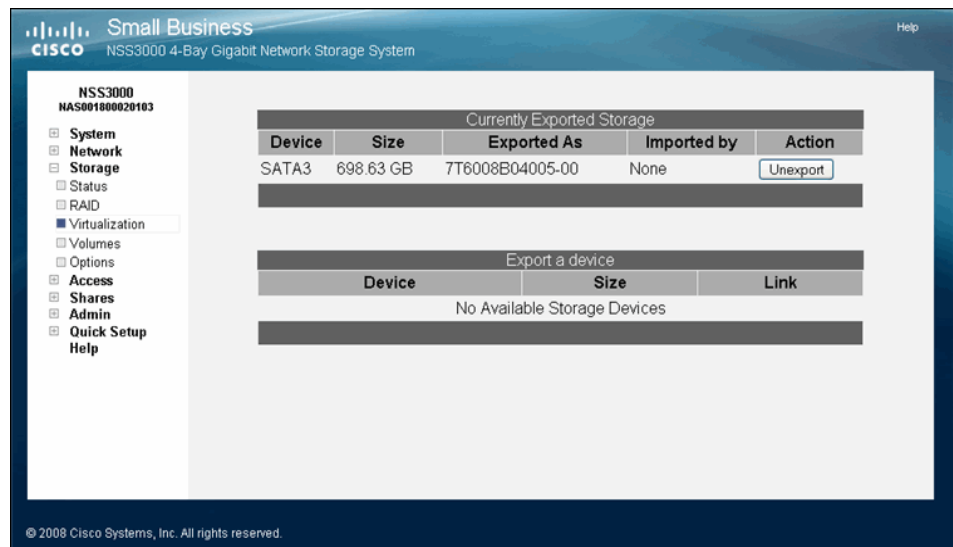 Small Business
CISCO NSS3000 4-Bay Gigabit Network Storage System
Help
NSS3000
NAS001800020103
System
Network
Storage
Status
RAID
Virtualization
Volumes
Options
Access
Shares
Admin
Quick Setup
Help
Currently Exported Storage
Device Size Exported As Imported by Action
SATA3 698.63 GB 7T6008B04005-00 None Unexport
Export a device
Device Size Link
No Available Storage Devices
© 2008 Cisco Systems, Inc. All rights reserved.